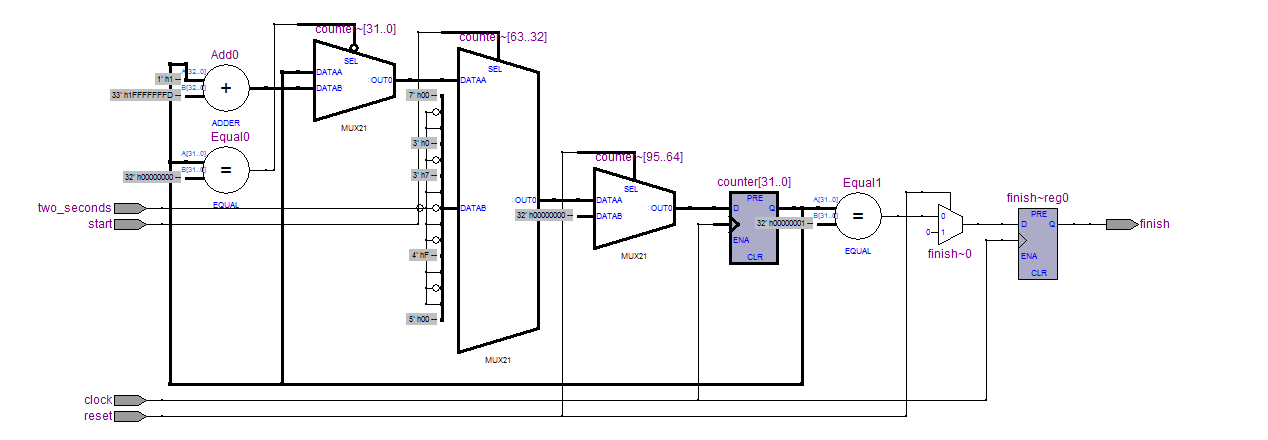 counter~[31..0]
SEL
DATAA
DATAB
OUT0
MUX21
Add0
A[32..0]
B[32..0]
1' h1
33' h1FFFFFFFD
+
ADDER
Equal0
A[31..0]
B[31..0]
32' h00000000
=
EQUAL
counter~[63..32]
SEL
DATAA
7' h00
3' h0
3' h7
OUT0
DATAB
4' hF
5' h00
MUX21
two_seconds
start
counter~[95..64]
SEL
DATAA
32' h00000000
DATAB
OUT0
MUX21
counter[31..0]
PRE
D
Q
ENA
CLR
Equal1
A[31..0]
B[31..0]
32' h00000001
=
EQUAL
0
0
1
finish~0
finish~reg0
PRE
D
Q
ENA
CLR
finish
clock
reset